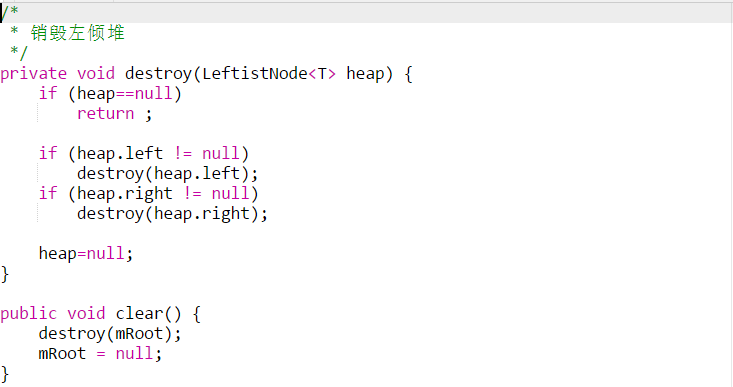 /*
 * 销毁左倾堆
 */
private void destroy(LeftistNode<T> heap) {
    if (heap==null)
        return ;
    if (heap.left != null)
        destroy(heap.left);
    if (heap.right != null)
        destroy(heap.right);
    heap=null;
}
public void clear() {
    destroy(mRoot);
    mRoot = null;
}